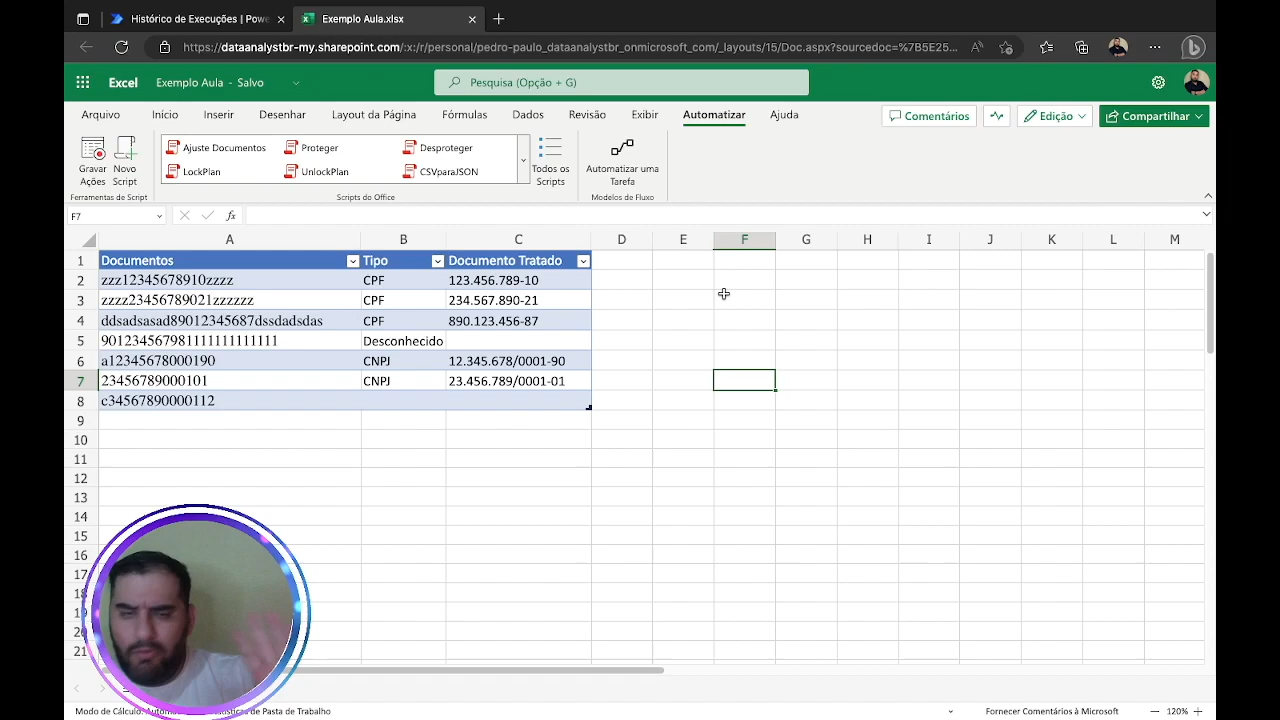 Histórico de Execuções | Powe
Exemplo Aula.xlsx
https://dataanalystbr-my.sharepoint.com/:x:/r/personal/pedro-paulo_dataanalystbr_onmicrosoft_com/_layouts/15/Doc.aspx?sourcedoc=%7B5E25...
Excel
Exemplo Aula - Salvo
Pesquisa (Opção + G)
Arquivo Início Inserir Desenhar Layout da Página Fórmulas Dados Revisão Exibir Automatizar Ajuda
Comentários
Edição
Compartilhar
Gravar Ações
Novo Script
Ajuste Documentos Proteger Desproteger
LockPlan UnlockPlan CSVparaJSON
Todos os Scripts
Automatizar uma Tarefa
Ferramentas de Script Scripts do Office Modelos de Fluxo
F7 fx
A B C D E F G H I J K L M
1 Documentos Tipo Documento Tratado
2 zzz12345678910zzzz CPF 123.456.789-10
3 zzzz23456789021zzzzzz CPF 234.567.890-21
4 ddsadsasad89012345687dssdadsdas CPF 890.123.456-87
5 901234567981111111111111 Desconhecido
6 a12345678000190 CNPJ 12.345.678/0001-90
7 23456789000101 CNPJ 23.456.789/0001-01
8 c34567890000112
9
10
11
12
13
14
15
16
17
18
19
20
21
Modo de Cálculo: Pasta de Trabalho
Fornecer Comentários à Microsoft
120%